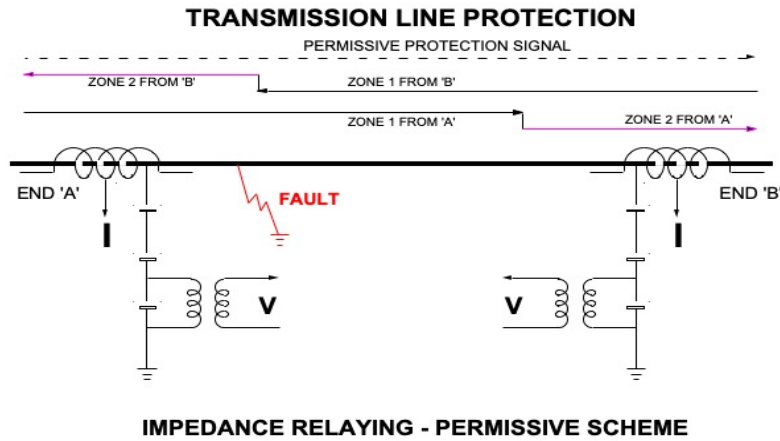 TRANSMISSION LINE PROTECTION
PERMISSIVE PROTECTION SIGNAL
ZONE 2 FROM 'B' ZONE 1 FROM 'B'
ZONE 1 FROM 'A' ZONE 2 FROM 'A'
END 'A' FAULT END 'B'
I I
V V
IMPEDANCE RELAYING - PERMISSIVE SCHEME